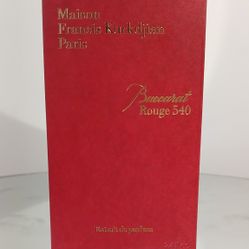 Maison
Francis Kurkdjian
Paris
Baccarat
Rouge 540
Extrait de parfum